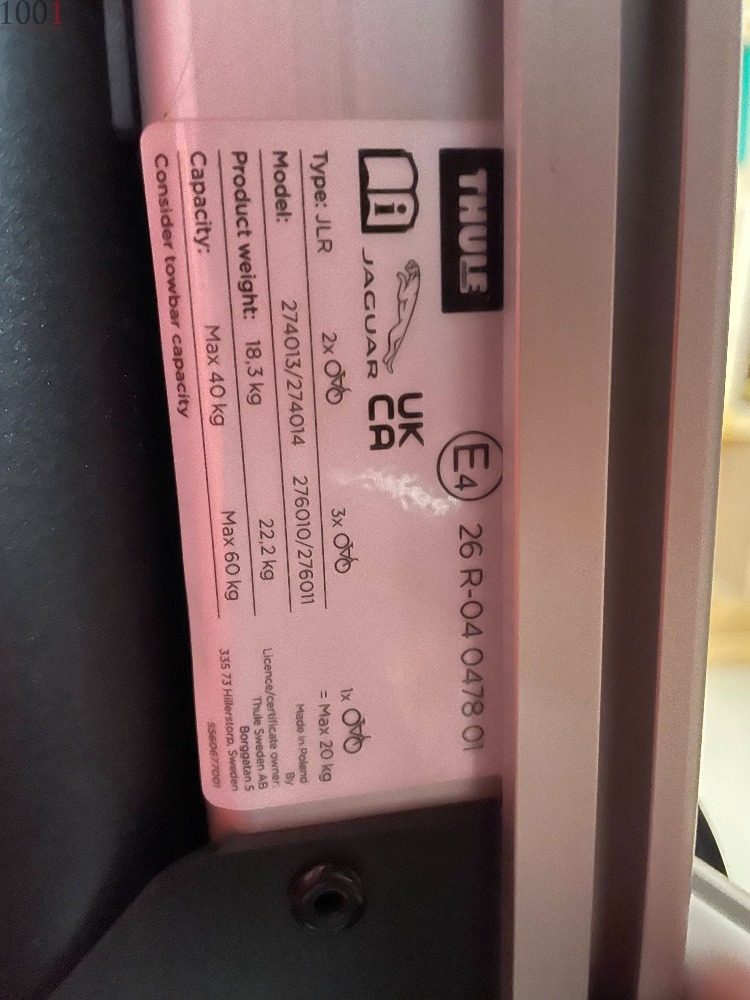 1001
THULE
E4 26 R-04 0478 01
i JAGUAR UK CA
Type: JLR 2x 3x 1x = Max 20 kg
Model: 274013/274014 276010/276011
Product weight: 18,3 kg 22,2 kg
Capacity: Max 40 kg Max 60 kg
Consider towbar capacity
Made in Poland
By
Licence/certificate owner:
Thule Sweden AB
Borggatan 5
335 73 Hillerstorp, Sweden
5560677001